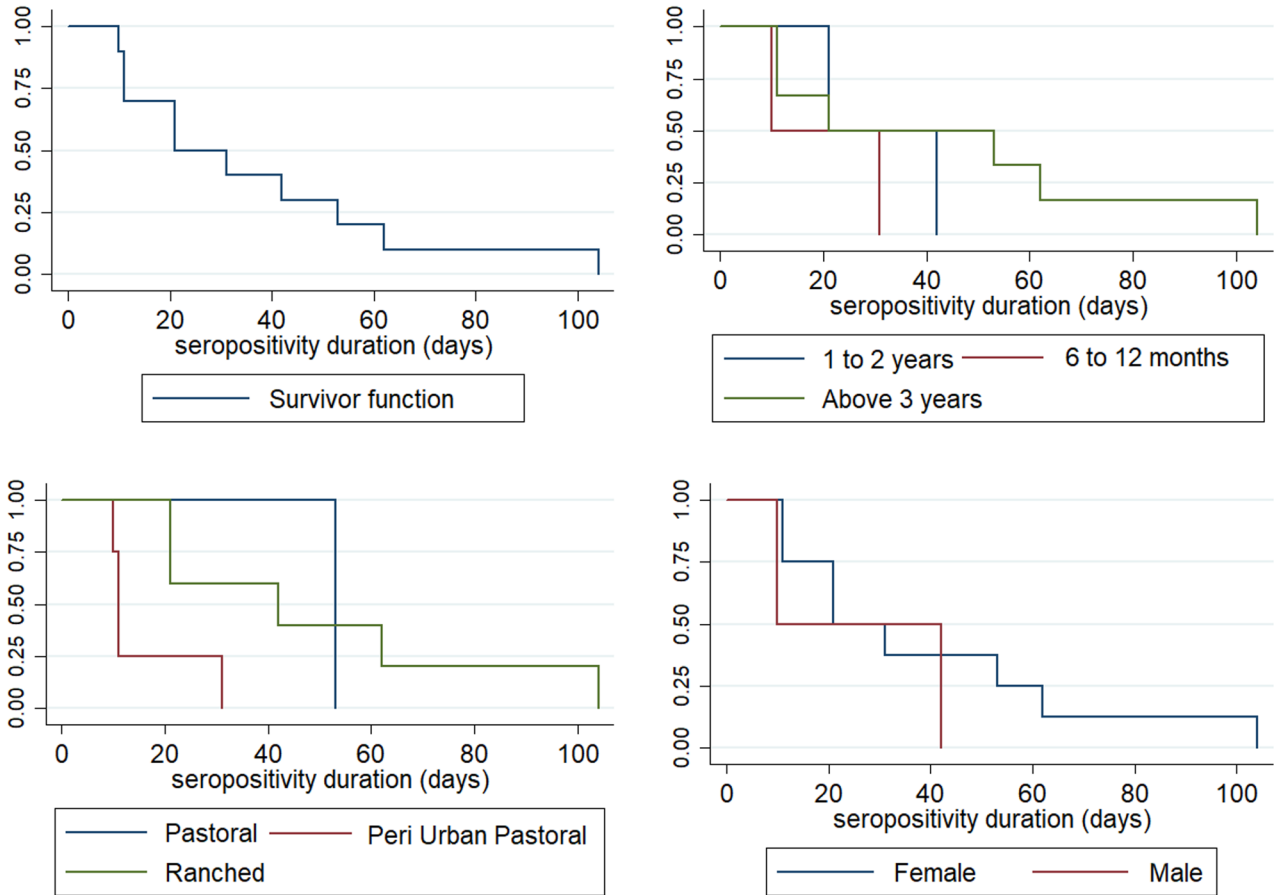 1.00
0.75
0.50
0.25
0.00
0 20 40 60 80 100
seropositivity duration (days)
Survivor function
1.00
0.75
0.50
0.25
0.00
0 20 40 60 80 100
seropositivity duration (days)
1 to 2 years 6 to 12 months
Above 3 years
1.00
0.75
0.50
0.25
0.00
0 20 40 60 80 100
seropositivity duration (days)
Pastoral Peri Urban Pastoral
Ranched
1.00
0.75
0.50
0.25
0.00
0 20 40 60 80 100
seropositivity duration (days)
Female Male